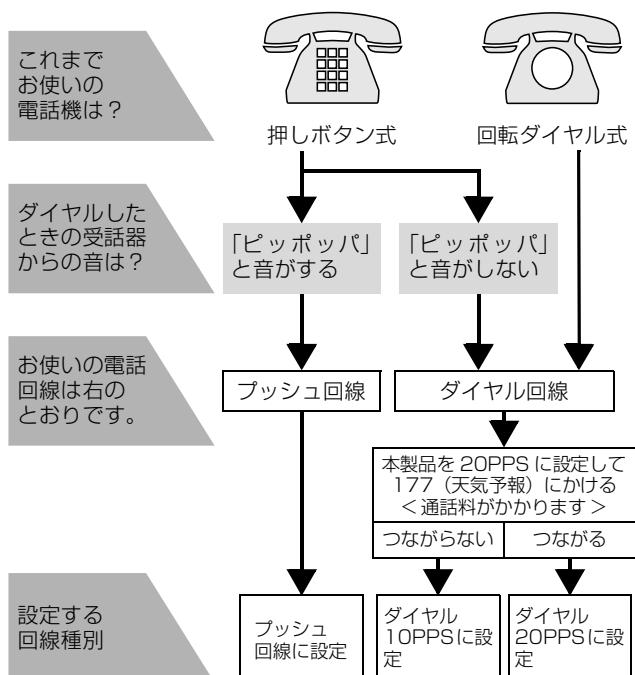 これまで
お使いの
電話機は？
押しボタン式
回転ダイヤル式
ダイヤルした
ときの受話器
からの音は？
「ピッポッパ」
と音がする
「ピッポッパ」
と音がしない
お使いの電話
回線は右の
とおりです。
プッシュ回線
ダイヤル回線
本製品を 20PPS に設定して
177（天気予報）にかける
＜通話料がかかります＞
つながらない
つながる
設定する
回線種別
プッシュ
回線に設定
ダイヤル
10PPSに設
定
ダイヤル
20PPSに設
定